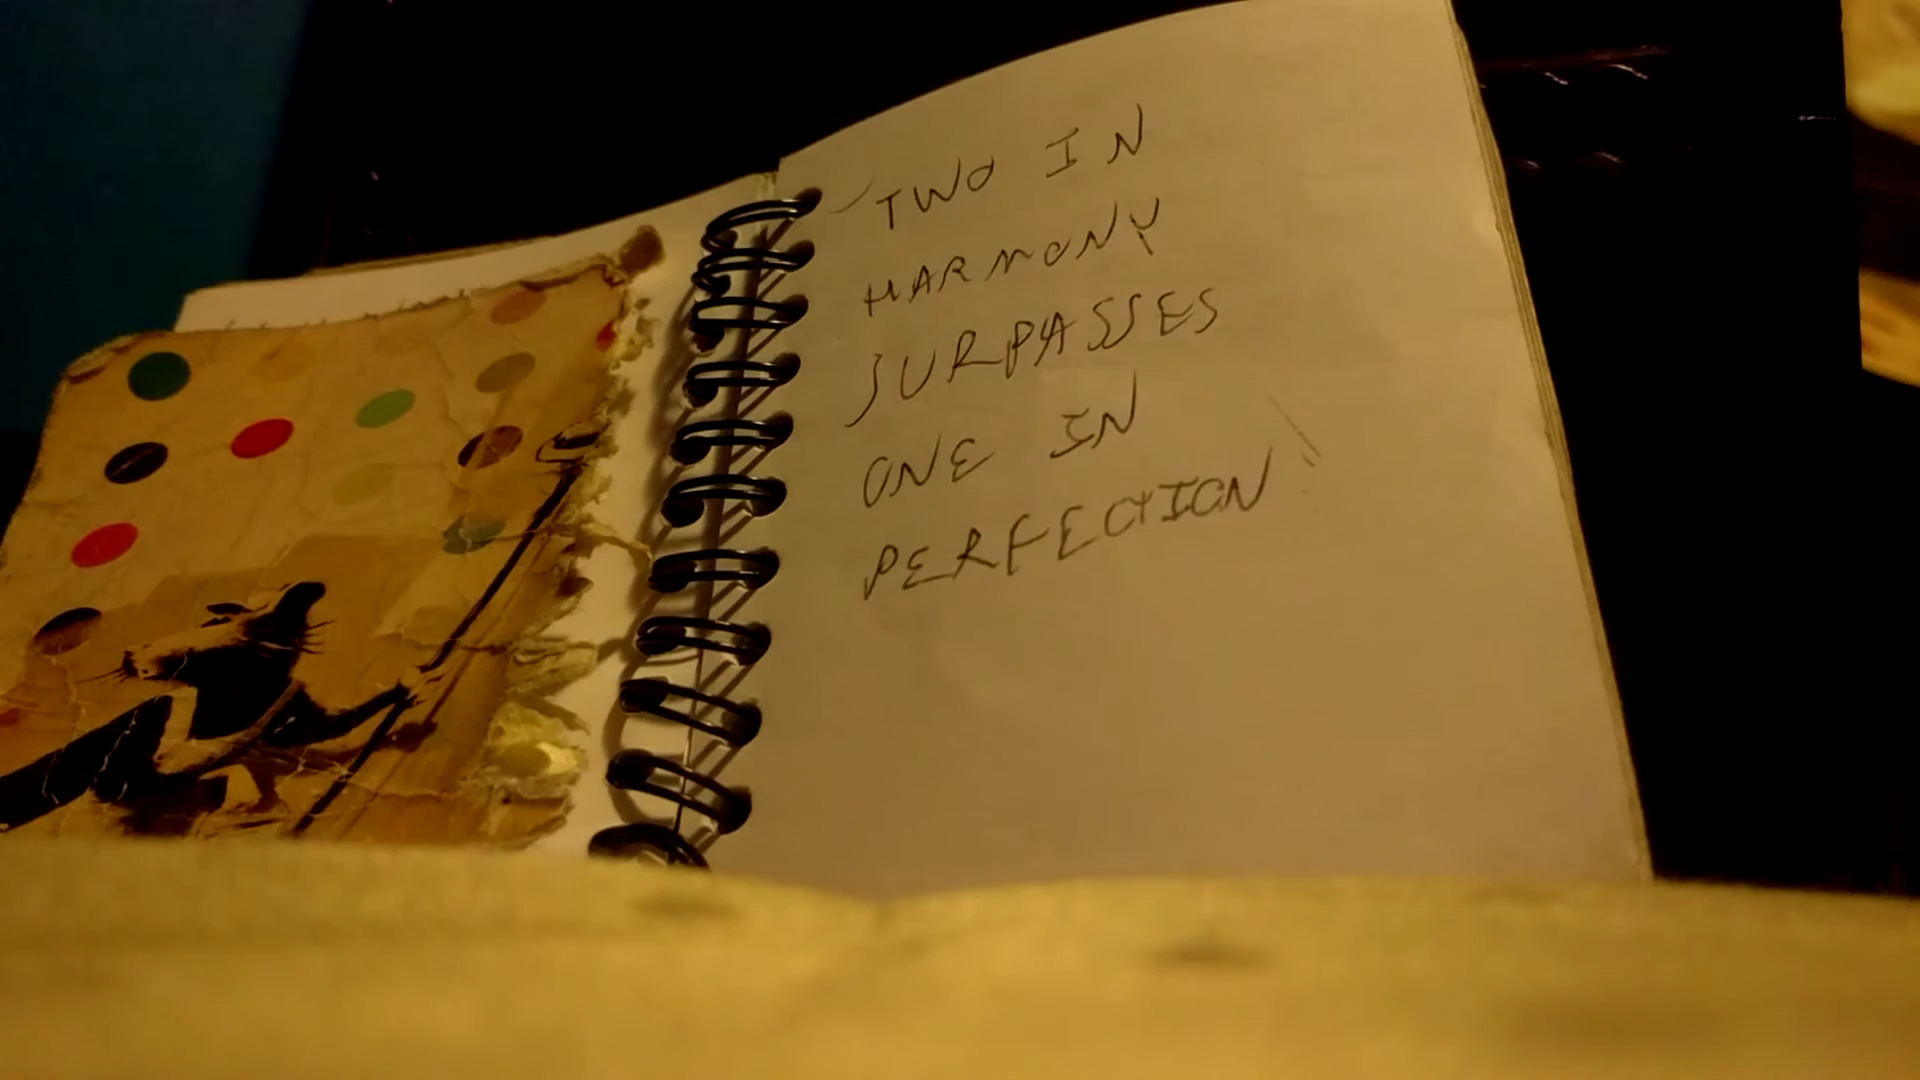 TWO IN
HARMONY
SURPASSES
ONE IN
PERFECTION